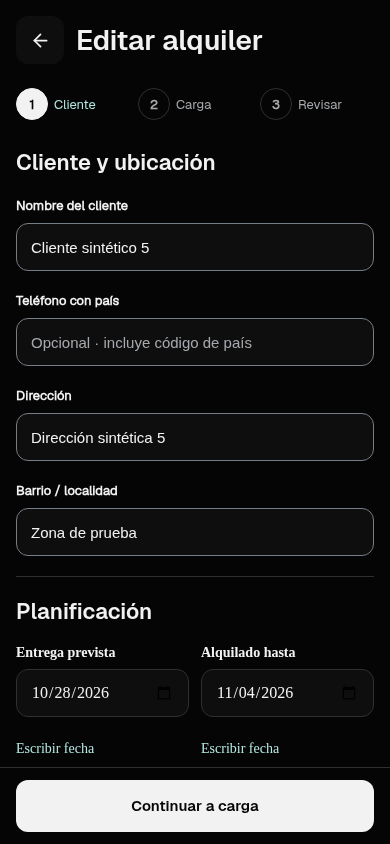 Editar alquiler
1 Cliente 2 Carga 3 Revisar
Cliente y ubicación
Nombre del cliente
Cliente sintético 5
Teléfono con país
Opcional · incluye código de país
Dirección
Dirección sintética 5
Barrio / localidad
Zona de prueba
Planificación
Entrega prevista Alquilado hasta
10/28/2026 11/04/2026
Escribir fecha Escribir fecha
Continuar a carga